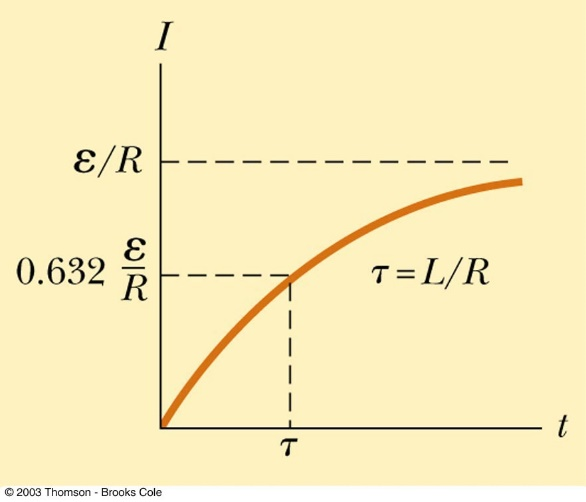 I
ε/R
0.632 ε/R
τ = L/R
t
τ
© 2003 Thomson - Brooks Cole